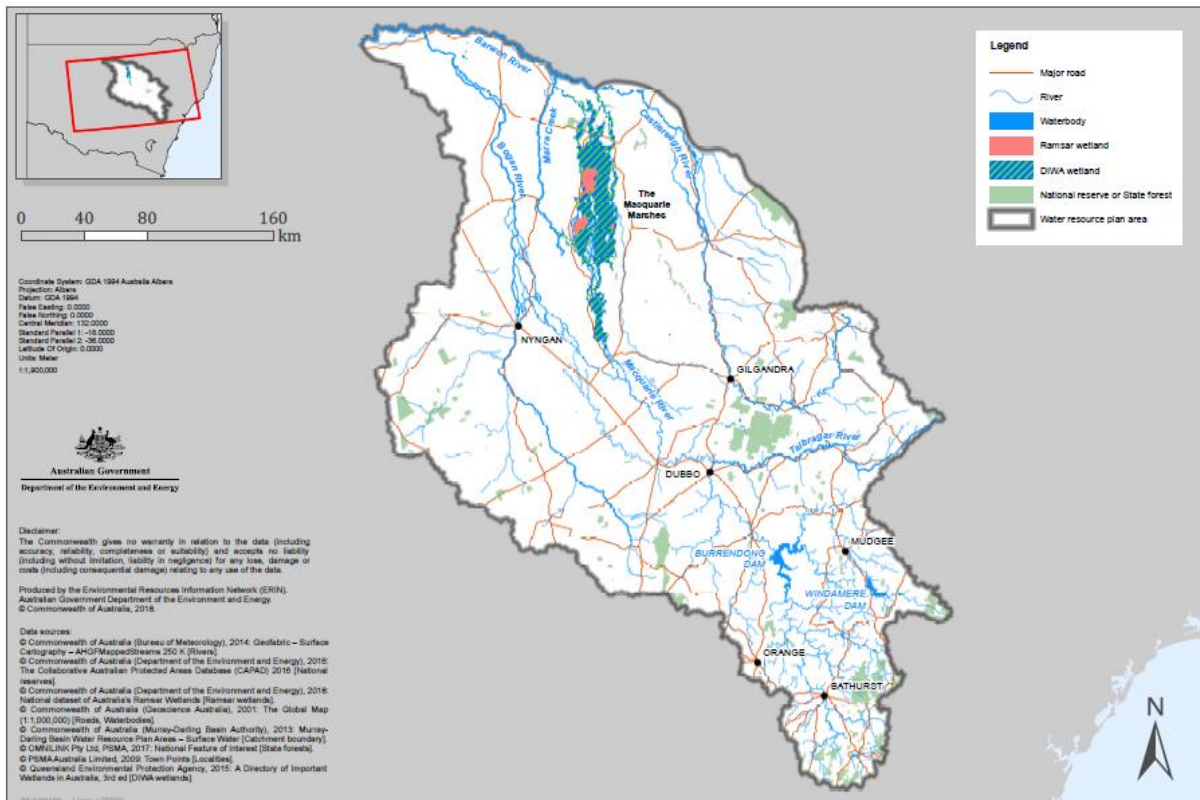 0 40 80 160
km
Coordinate System: GDA 1994 Australia Albers
Projection: Albers
Datum: GDA 1994
False Easting: 0.0000
False Northing: 0.0000
Central Meridian: 132.0000
Standard Parallel 1: -18.0000
Standard Parallel 2: -36.0000
Latitude Of Origin: 0.0000
Units: Meter
1:1,900,000
Australian Government
Department of the Environment and Energy
Disclaimer:
The Commonwealth gives no warranty in relation to the data (including
accuracy, reliability, completeness or suitability) and accepts no liability
(including without limitation, liability in negligence) for any loss, damage or
costs (including consequential damage) relating to any use of the data.
Produced by the Environmental Resources Information Network (ERIN).
Australian Government Department of the Environment and Energy.
© Commonwealth of Australia, 2018.
Data sources:
© Commonwealth of Australia (Bureau of Meteorology), 2014: Geofabric – Surface
Cartography – AHGFMappedStreams 250 K [Rivers].
© Commonwealth of Australia (Department of the Environment and Energy), 2016:
The Collaborative Australian Protected Areas Database (CAPAD) 2016 [National
reserves].
© Commonwealth of Australia (Department of the Environment and Energy), 2018:
National dataset of Australia's Ramsar Wetlands [Ramsar wetlands].
© Commonwealth of Australia (Geoscience Australia), 2001: The Global Map
(1:1,000,000) [Roads, Waterbodies].
© Commonwealth of Australia (Murray-Darling Basin Authority), 2013: Murray-
Darling Basin Water Resource Plan Areas – Surface Water [Catchment boundary].
© OMNILINK Pty Ltd, PSMA, 2017: National Feature of Interest [State forests].
© PSMA Australia Limited, 2009: Town Points [Localities].
© Queensland Environmental Protection Agency, 2015: A Directory of Important
Wetlands in Australia, 3rd ed [DIWA wetlands].
Barwon River
Marra Creek
Bogan River
Castlereagh River
The
Macquarie
Marches
NYNGAN
Macquarie River
GILGANDRA
Talbragar River
DUBBO
MUDGEE
BURRENDONG
DAM
WINDAMERE
DAM
ORANGE
BATHURST
Legend
Major road
River
Waterbody
Ramsar wetland
DIWA wetland
National reserve or State forest
Water resource plan area
N